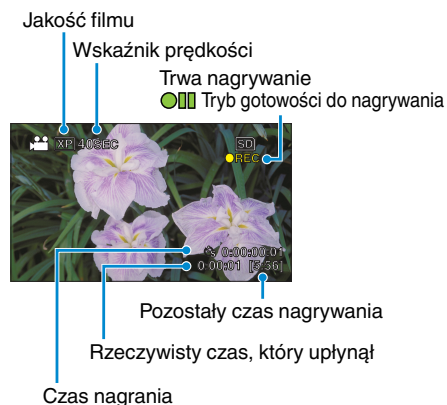 Jakość filmu
Wskaźnik prędkości
Trwa nagrywanie
Tryb gotowości do nagrywania
XP 40SEC
SD
REC
0:00:00:01
0:00:01 [5:56]
Pozostały czas nagrywania
Rzeczywisty czas, który upłynął
Czas nagrania